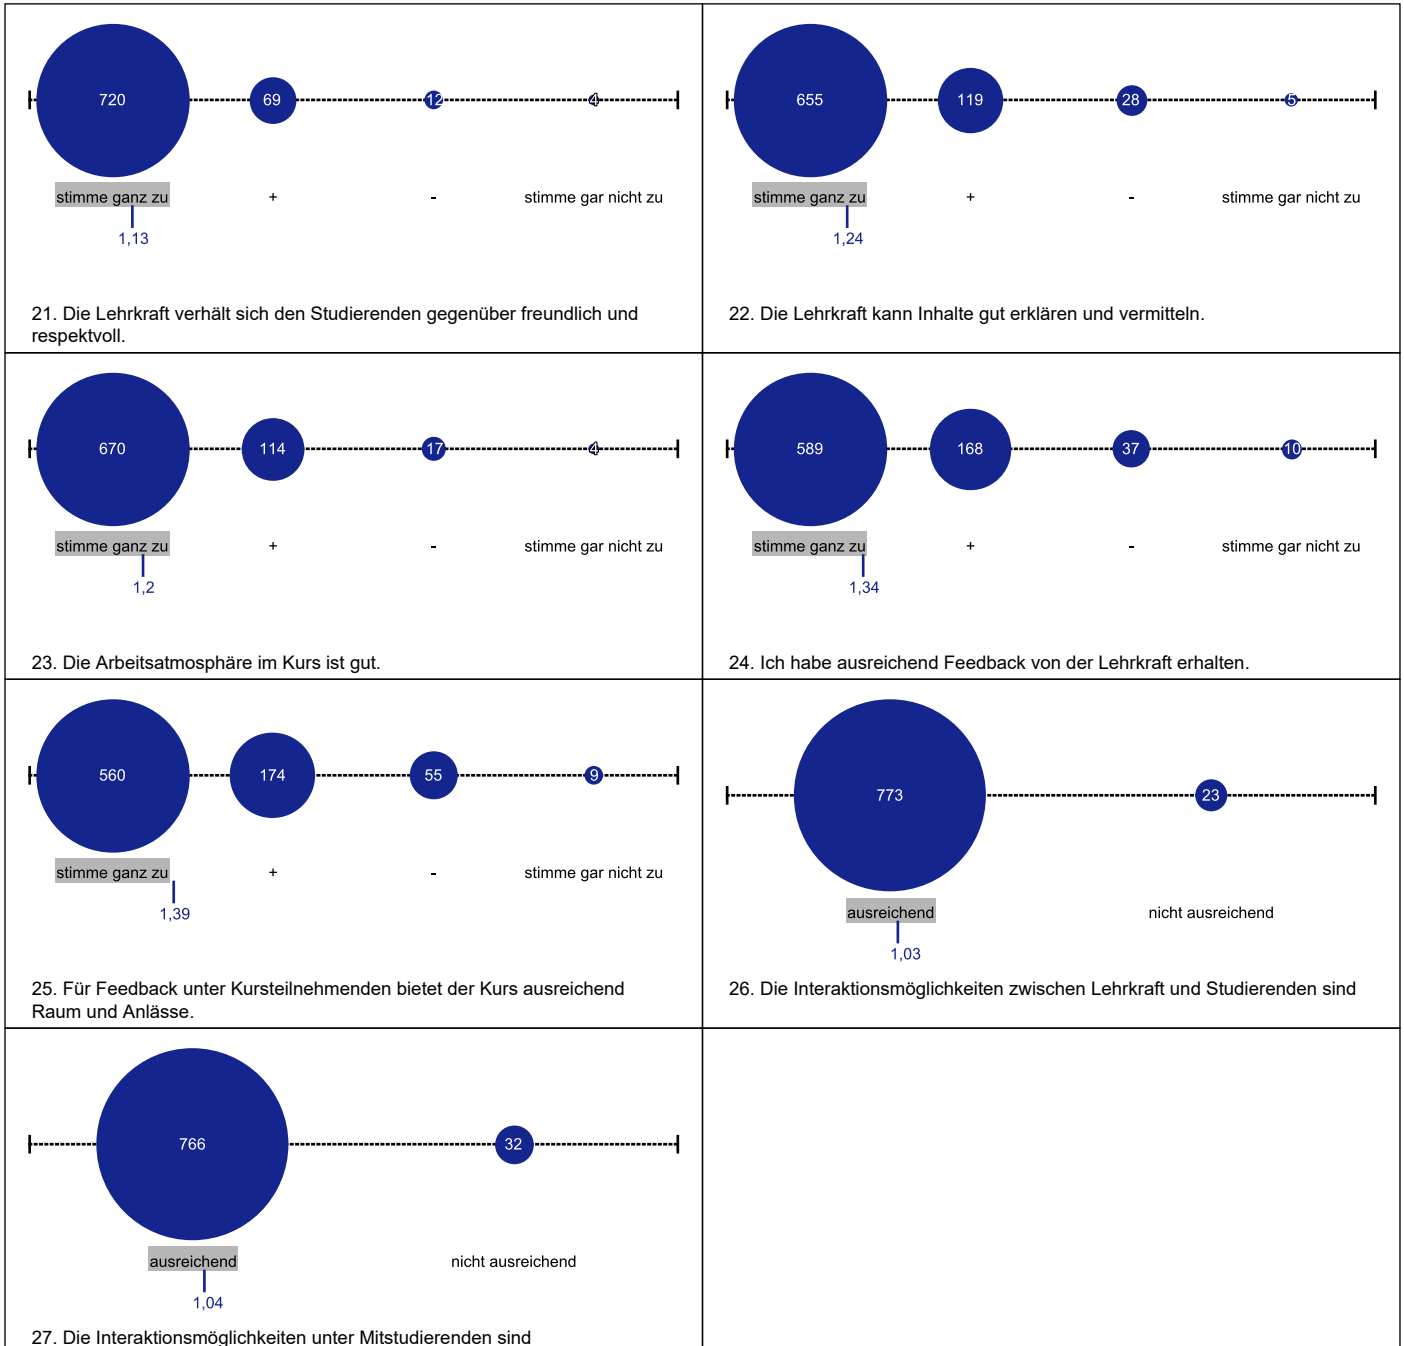 720 69 12 4
stimme ganz zu + - stimme gar nicht zu
1,13
21. Die Lehrkraft verhält sich den Studierenden gegenüber freundlich und
respektvoll.
655 119 28 5
stimme ganz zu + - stimme gar nicht zu
1,24
22. Die Lehrkraft kann Inhalte gut erklären und vermitteln.
670 114 17 4
stimme ganz zu + - stimme gar nicht zu
1,2
23. Die Arbeitsatmosphäre im Kurs ist gut.
589 168 37 10
stimme ganz zu + - stimme gar nicht zu
1,34
24. Ich habe ausreichend Feedback von der Lehrkraft erhalten.
560 174 55 9
stimme ganz zu + - stimme gar nicht zu
1,39
25. Für Feedback unter Kursteilnehmenden bietet der Kurs ausreichend
Raum und Anlässe.
773 23
ausreichend nicht ausreichend
1,03
26. Die Interaktionsmöglichkeiten zwischen Lehrkraft und Studierenden sind
766 32
ausreichend nicht ausreichend
1,04
27. Die Interaktionsmöglichkeiten unter Mitstudierenden sind